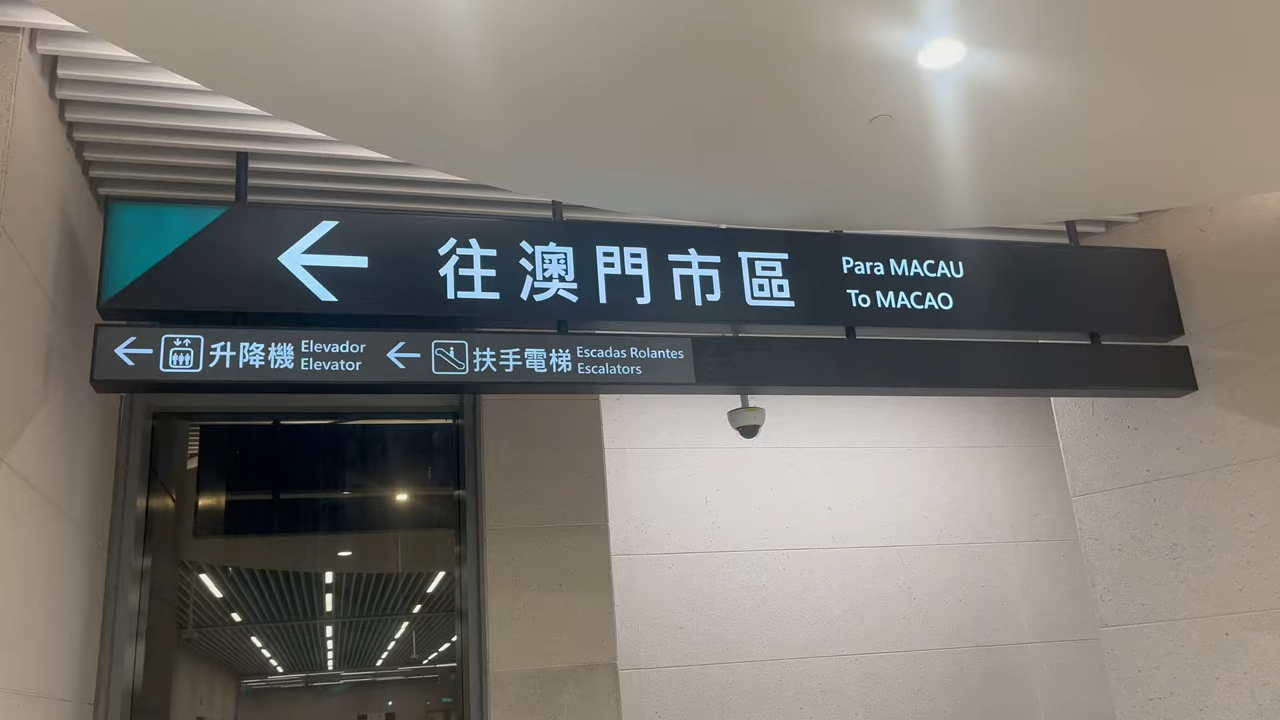 往澳門市區
Para MACAU
To MACAO
升降機
Elevador
Elevator
扶手電梯
Escadas Rolantes
Escalators